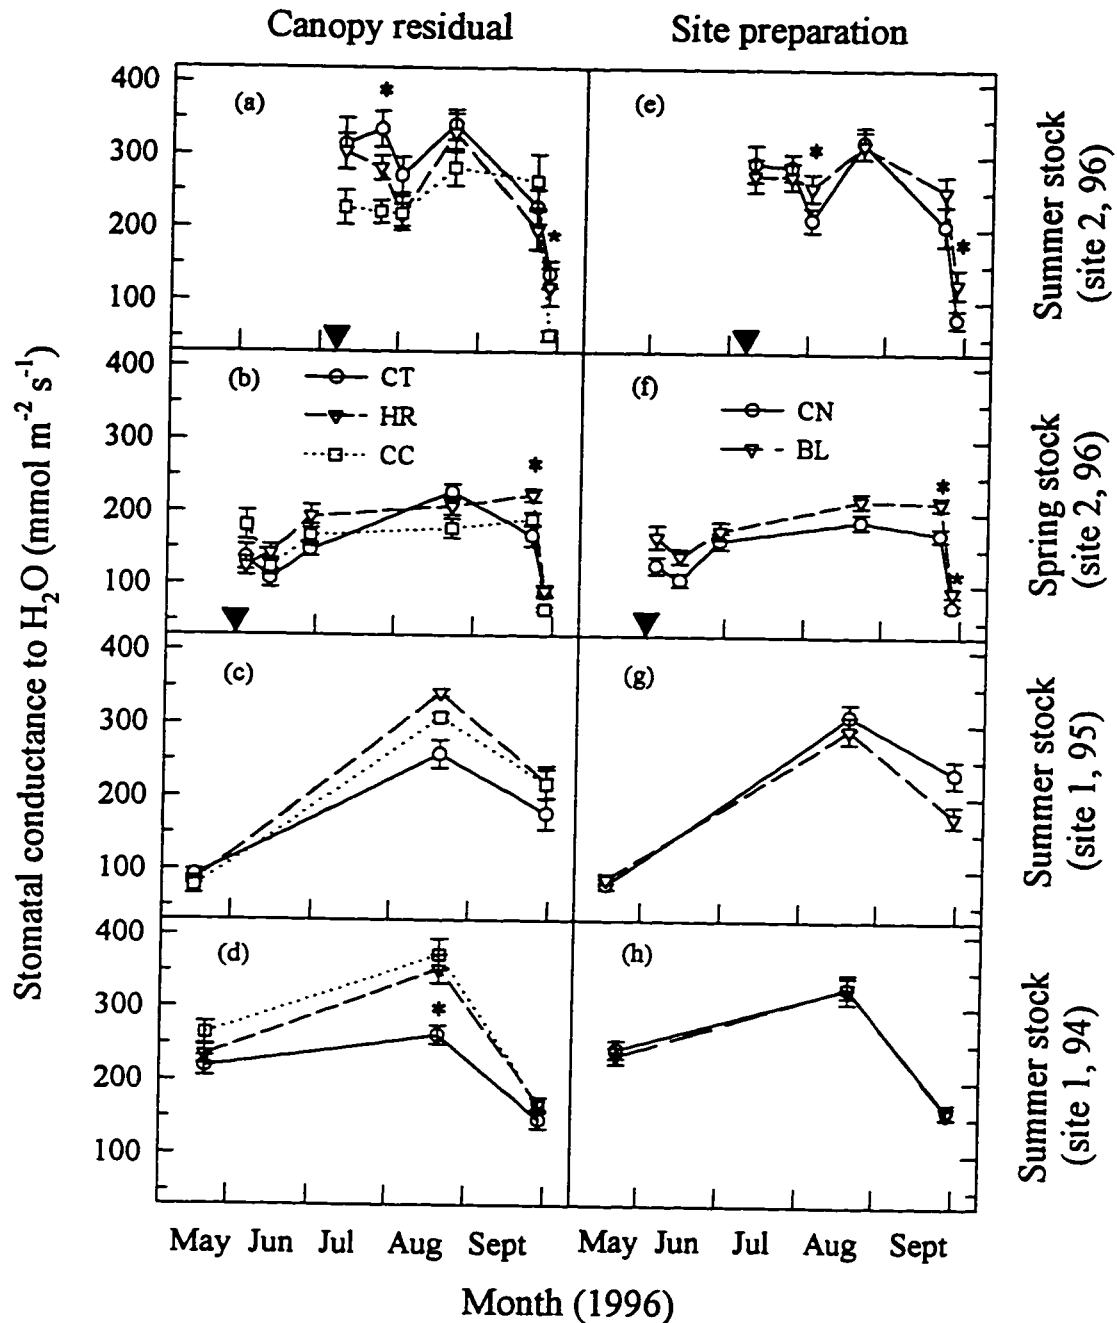 Canopy residual
Site preparation
Stomatal conductance to H2O (mmol m-2 s-1)
400
300
200
100
(a)
*
*
(e)
*
*
Summer stock
(site 2, 96)
400
300
200
100
(b)
CT
HR
CC
*
(f)
CN
BL
*
*
Spring stock
(site 2, 96)
400
300
200
100
(c)
(g)
Summer stock
(site 1, 95)
400
300
200
100
(d)
*
(h)
Summer stock
(site 1, 94)
May Jun Jul Aug Sept
May Jun Jul Aug Sept
Month (1996)